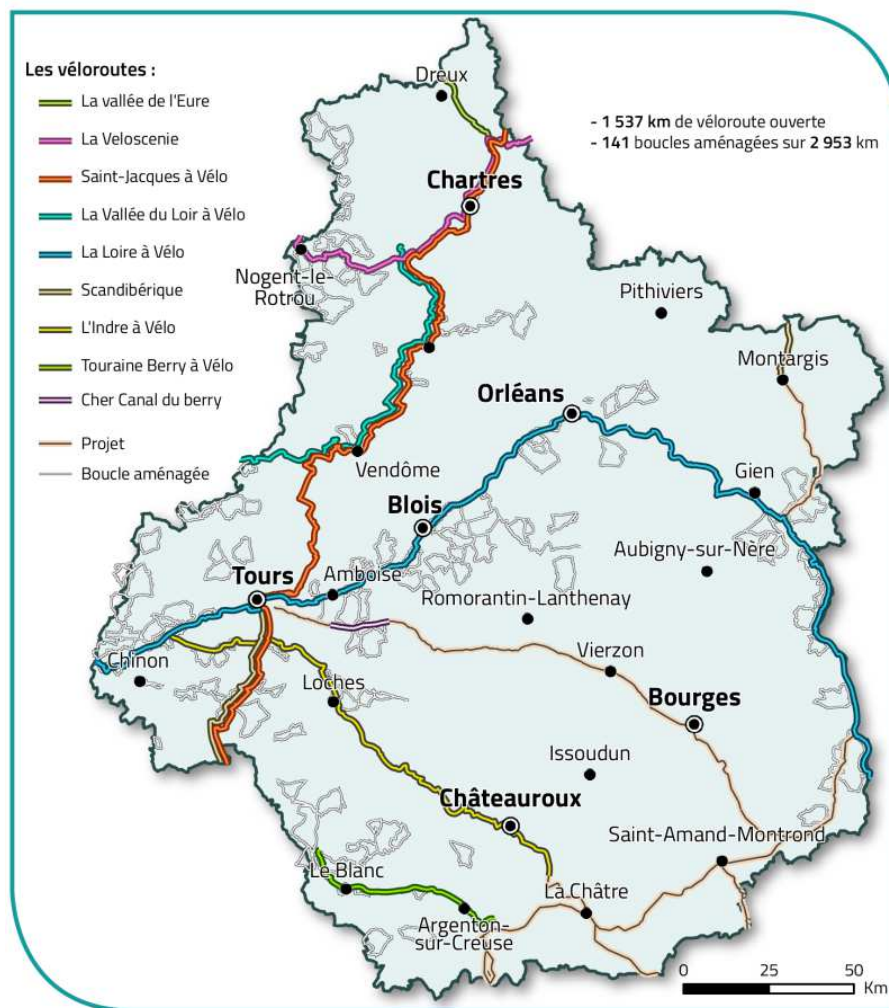 Les véloroutes :
La vallée de l'Eure
La Veloscenie
Saint-Jacques à Vélo
La Vallée du Loir à Vélo
La Loire à Vélo
Scandibérique
L'Indre à Vélo
Touraine Berry à Vélo
Cher Canal du berry
Projet
Boucle aménagée
- 1 537 km de véloroute ouverte
- 141 boucles aménagées sur 2 953 km
Dreux
Chartres
Nogent-le-
Rotrou
Pithiviers
Montargis
Orléans
Vendôme
Gien
Blois
Aubigny-sur-Nère
Tours
Amboise
Romorantin-Lanthenay
Vierzon
Chinon
Loches
Bourges
Issoudun
Châteauroux
Saint-Amand-Montrond
Le Blanc
La Châtre
Argenton-
sur-Creuse
0 25 50
Km